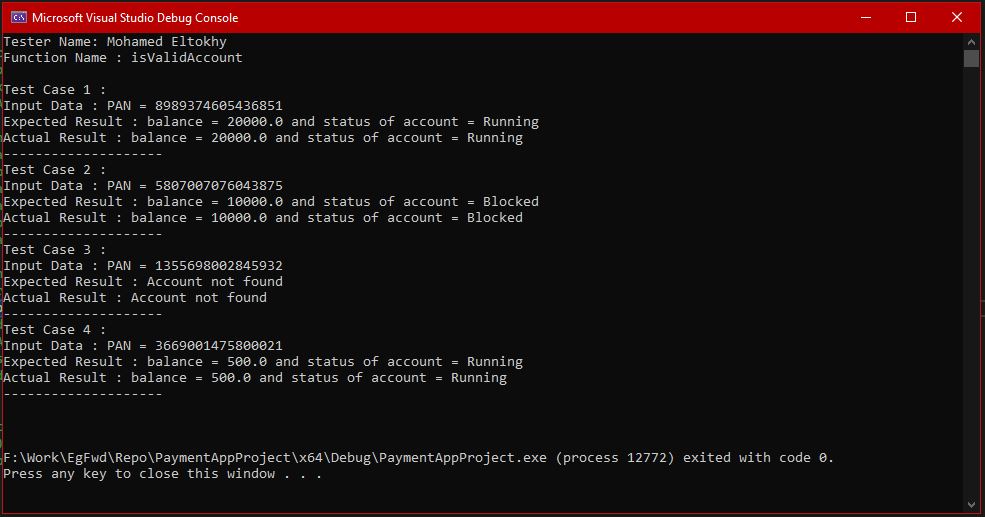 Microsoft Visual Studio Debug Console
Tester Name: Mohamed Eltokhy
Function Name : isValidAccount
Test Case 1 :
Input Data : PAN = 8989374605436851
Expected Result : balance = 20000.0 and status of account = Running
Actual Result : balance = 20000.0 and status of account = Running
--------------------
Test Case 2 :
Input Data : PAN = 5807007076043875
Expected Result : balance = 10000.0 and status of account = Blocked
Actual Result : balance = 10000.0 and status of account = Blocked
--------------------
Test Case 3 :
Input Data : PAN = 1355698002845932
Expected Result : Account not found
Actual Result : Account not found
--------------------
Test Case 4 :
Input Data : PAN = 3669001475800021
Expected Result : balance = 500.0 and status of account = Running
Actual Result : balance = 500.0 and status of account = Running
--------------------
F:\Work\EgFwd\Repo\PaymentAppProject\x64\Debug\PaymentAppProject.exe (process 12772) exited with code 0.
Press any key to close this window . . .